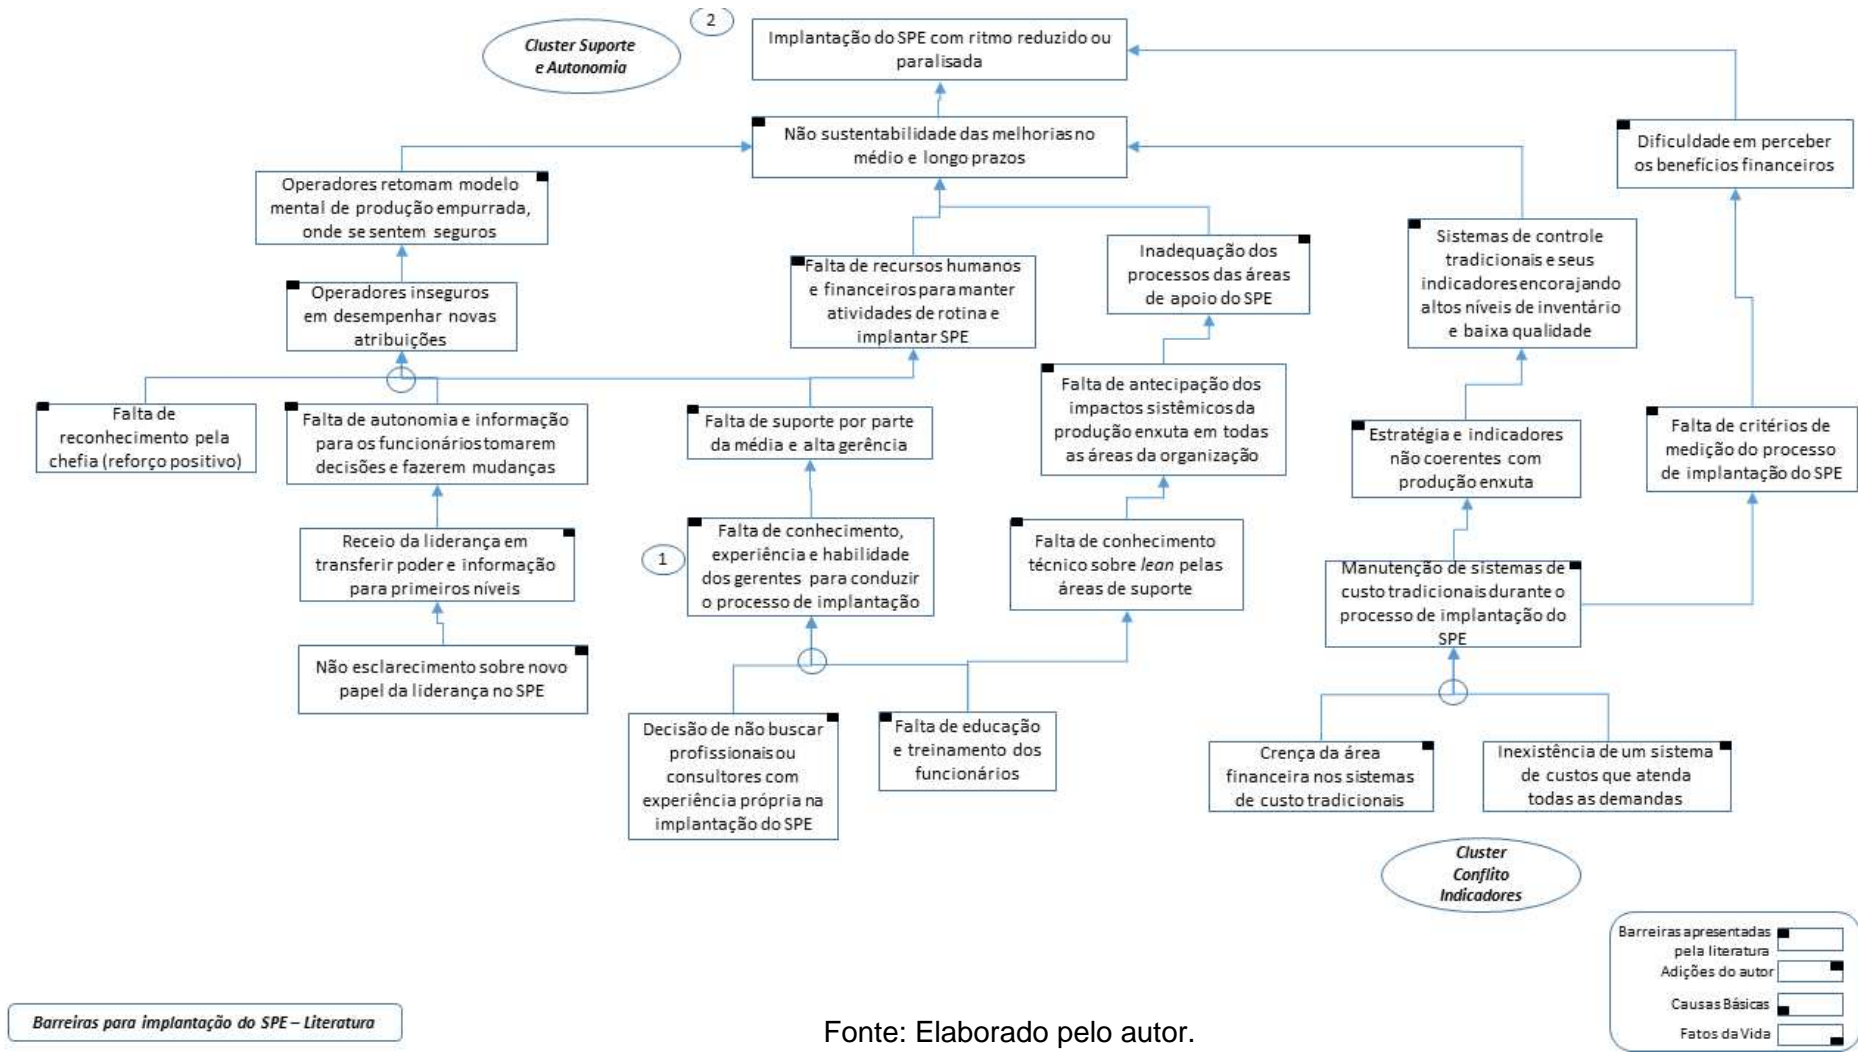 2
Cluster Suporte
e Autonomia
Implantação do SPE com ritmo reduzido ou
paralisada
Não sustentabilidade das melhorias no
médio e longo prazos
Dificuldade em perceber
os benefícios financeiros
Operadores retomam modelo
mental de produção empurrada,
onde se sentem seguros
Inadequação dos
processos das áreas
de apoio do SPE
Sistemas de controle
tradicionais e seus
indicadores encorajando
altos níveis de inventário
e baixa qualidade
Falta de recursos humanos
e financeiros para manter
atividades de rotina e
implantar SPE
Operadores inseguros
em desempenhar novas
atribuições
Falta de
reconhecimento pela
chefia (reforço positivo)
Falta de autonomia e informação
para os funcionários tomarem
decisões e fazerem mudanças
Falta de suporte por parte
da média e alta gerência
Falta de antecipação dos
impactos sistêmicos da
produção enxuta em todas
as áreas da organização
Estratégia e indicadores
não coerentes com
produção enxuta
Falta de critérios de
medição do processo
de implantação do SPE
Receio da liderança em
transferir poder e informação
para primeiros níveis
1
Falta de conhecimento,
experiência e habilidade
dos gerentes para conduzir
o processo de implantação
Falta de conhecimento
técnico sobre lean pelas
áreas de suporte
Manutenção de sistemas de
custo tradicionais durante o
processo de implantação do
SPE
Não esclarecimento sobre novo
papel da liderança no SPE
Decisão de não buscar
profissionais ou
consultores com
experiência própria na
implantação do SPE
Falta de educação
e treinamento dos
funcionários
Crença da área
financeira nos sistemas
de custo tradicionais
Inexistência de um sistema
de custos que atenda
todas as demandas
Cluster
Conflito
Indicadores
Barreiras apresentadas
pela literatura
Adições do autor
Causas Básicas
Fatos da Vida
Barreiras para implantação do SPE – Literatura
Fonte: Elaborado pelo autor.